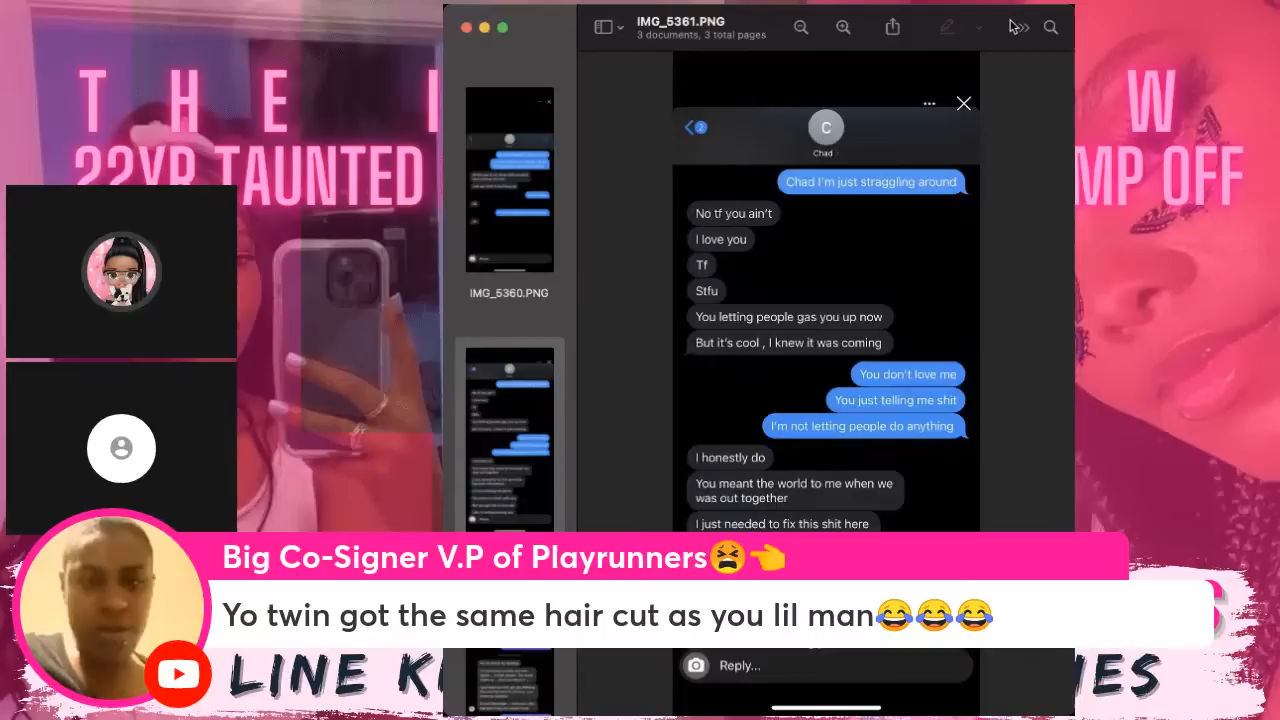 T H E
W
22YR TAUNTED
MP OFF
IMG_5361.PNG
3 documents, 3 total pages
IMG_5360.PNG
2
C
Chad
Chad I'm just straggling around
No tf you ain't
I love you
Tf
Stfu
You letting people gas you up now
But it's cool , I knew it was coming
You don't love me
You just telling me shit
I'm not letting people do anything
I honestly do
You meant the world to me when we
was out together
I just needed to fix this shit here
Big Co-Signer V.P of Playrunners😫👈
Yo twin got the same hair cut as you lil man😂😂😂
Reply...